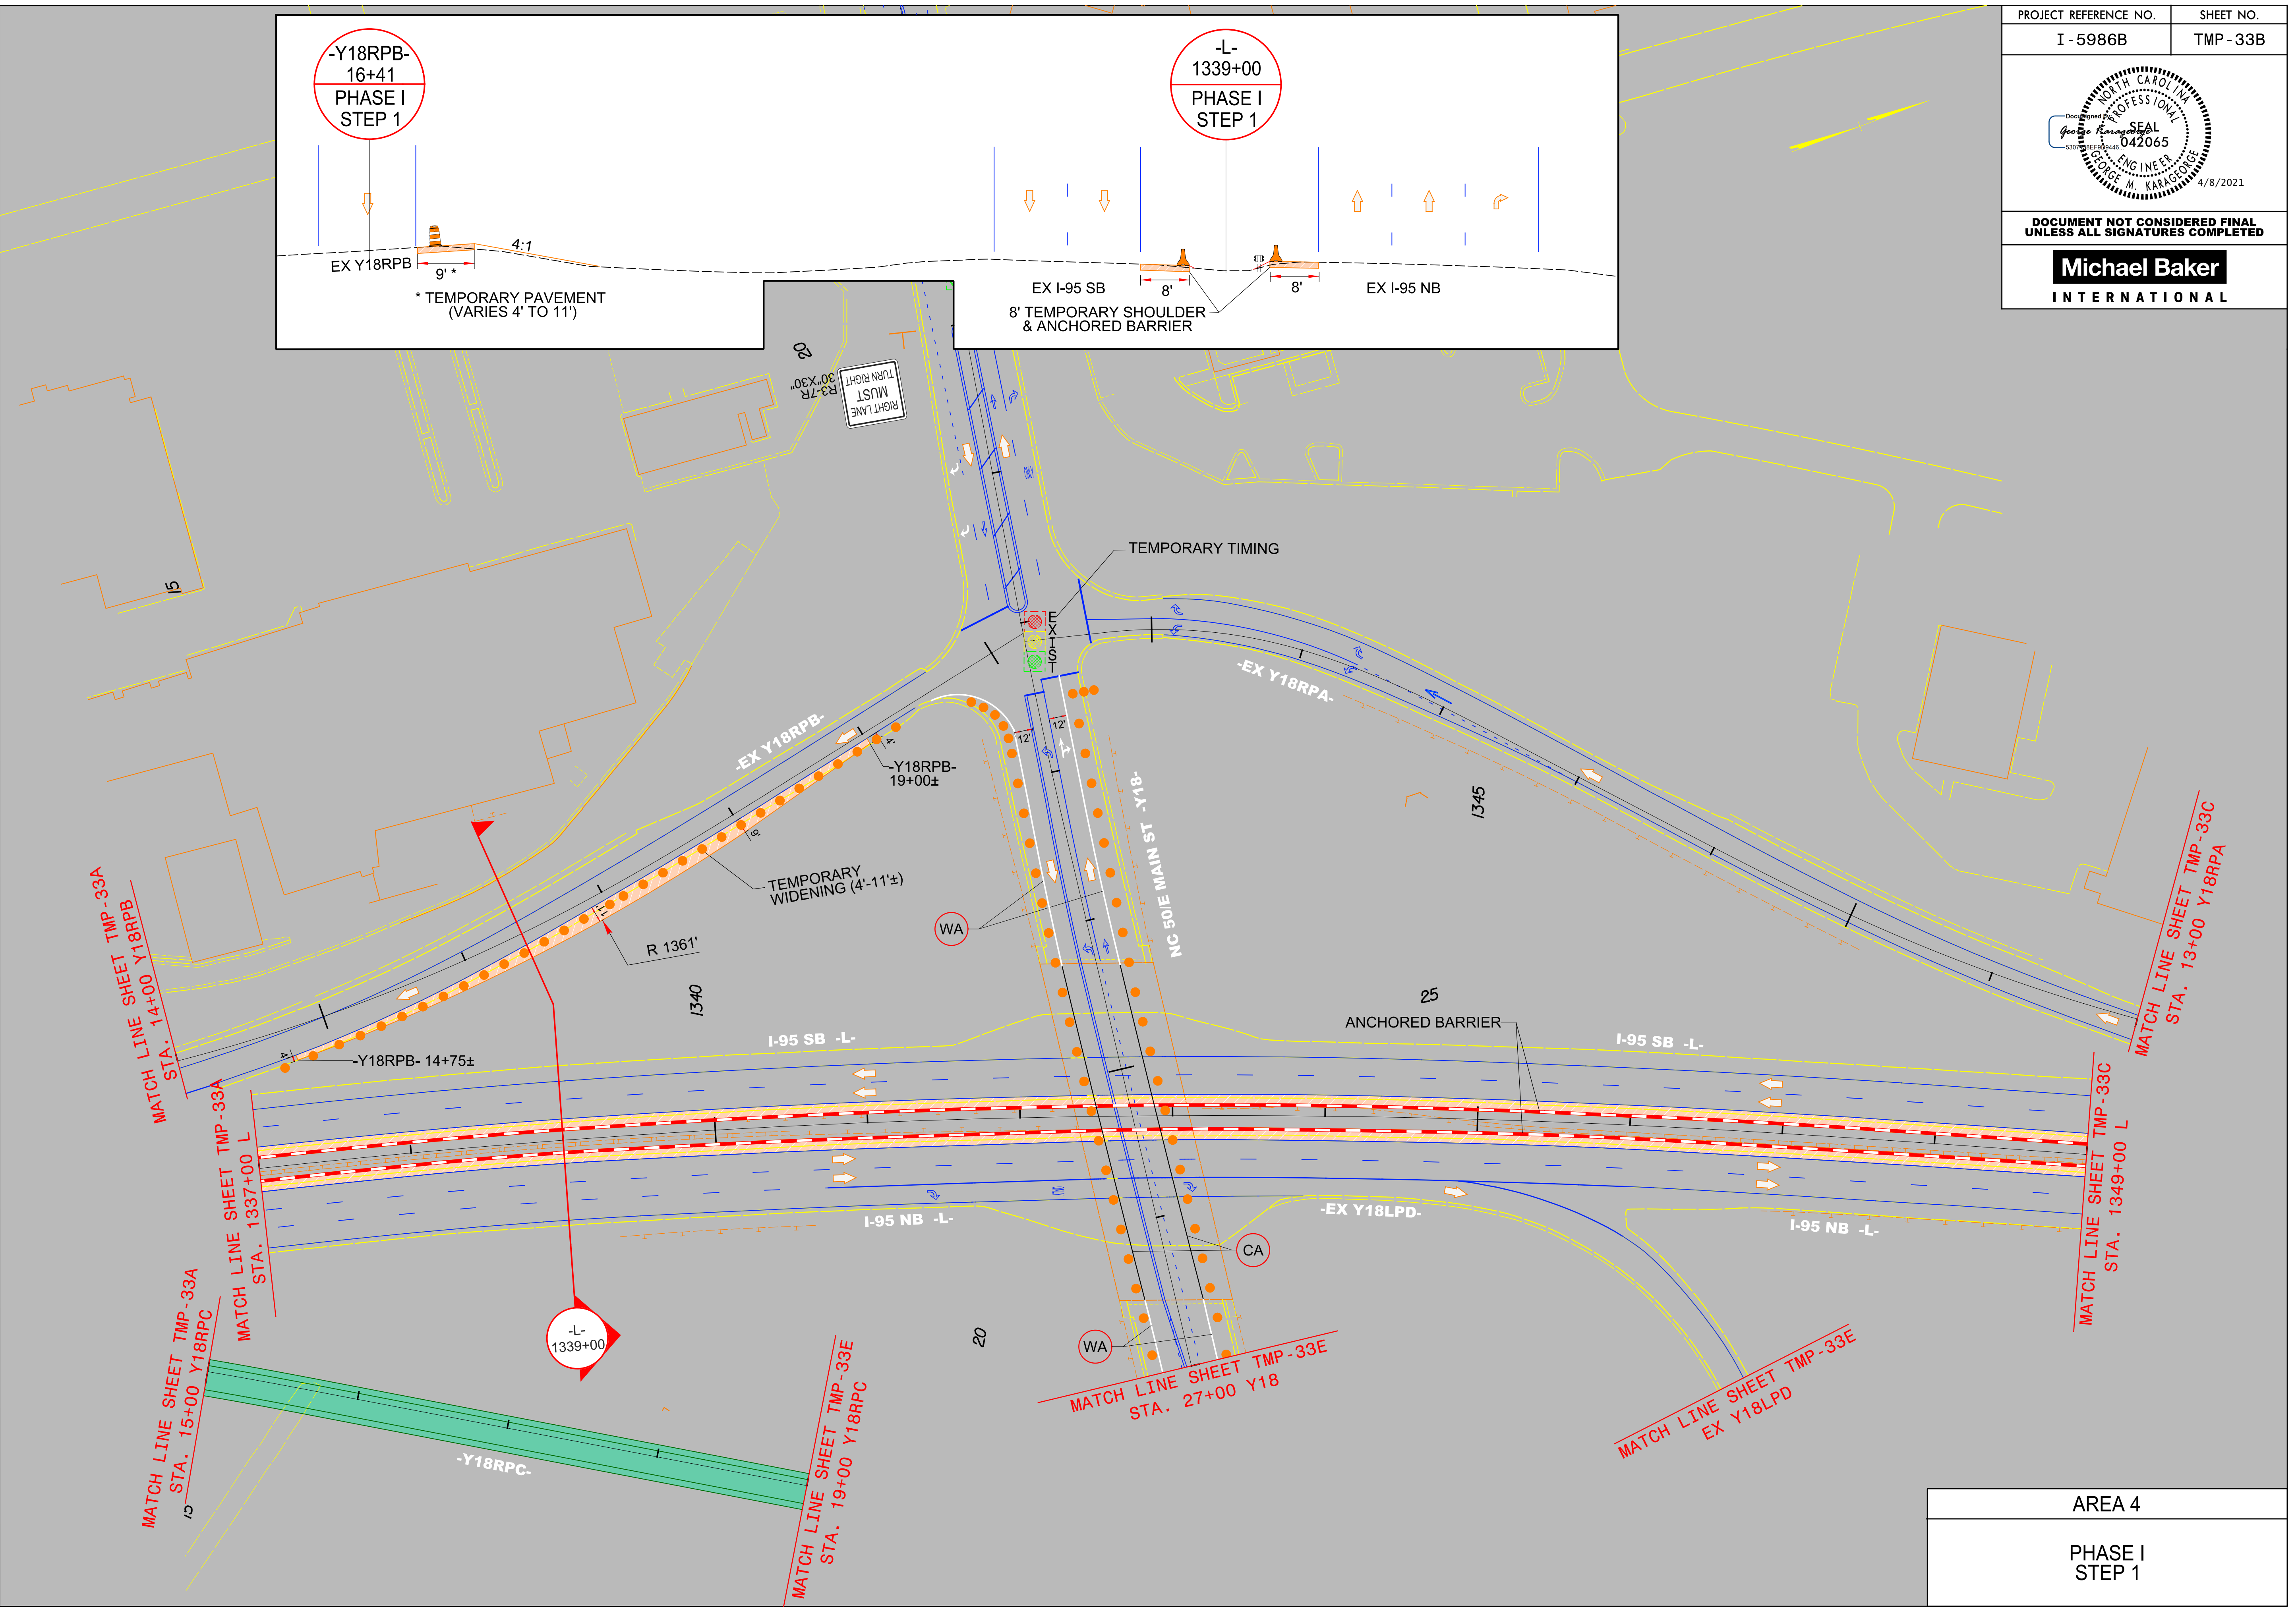 PROJECT REFERENCE NO.
SHEET NO.
I-5986B
TMP-33B
NORTH CAROLINA
PROFESSIONAL
SEAL
042065
ENGINEER
GEORGE M. KARAGEORGE
George Karageorge
4/8/2021
DOCUMENT NOT CONSIDERED FINAL
UNLESS ALL SIGNATURES COMPLETED
Michael Baker
INTERNATIONAL
-Y18RPB-
16+41
PHASE I
STEP 1
-L-
1339+00
PHASE I
STEP 1
4:1
EX Y18RPB
9' *
* TEMPORARY PAVEMENT
(VARIES 4' TO 11')
EX I-95 SB
8'
8'
EX I-95 NB
8' TEMPORARY SHOULDER
& ANCHORED BARRIER
20
R3-7R
30"X30"
RIGHT LANE
MUST
TURN RIGHT
ONLY
15
TEMPORARY TIMING
EXIST
-EX Y18RPA-
-EX Y18RPB-
4'
-Y18RPB-
19+00±
12'
12'
NC 50/E MAIN ST -Y18-
1345
9'
TEMPORARY
WIDENING (4'-11'±)
11'
R 1361'
WA
1340
25
ANCHORED BARRIER
MATCH LINE SHEET TMP-33A
STA. 14+00 Y18RPB
MATCH LINE SHEET TMP-33C
STA. 13+00 Y18RPA
4'
-Y18RPB- 14+75±
I-95 SB -L-
I-95 SB -L-
MATCH LINE SHEET TMP-33A
STA. 1337+00 L
MATCH LINE SHEET TMP-33C
STA. 1349+00 L
ONLY
I-95 NB -L-
-EX Y18LPD-
I-95 NB -L-
CA
-L-
1339+00
20
WA
MATCH LINE SHEET TMP-33E
STA. 27+00 Y18
MATCH LINE SHEET TMP-33E
EX Y18LPD
MATCH LINE SHEET TMP-33A
STA. 15+00 Y18RPC
-Y18RPC-
15
MATCH LINE SHEET TMP-33E
STA. 19+00 Y18RPC
AREA 4
PHASE I
STEP 1